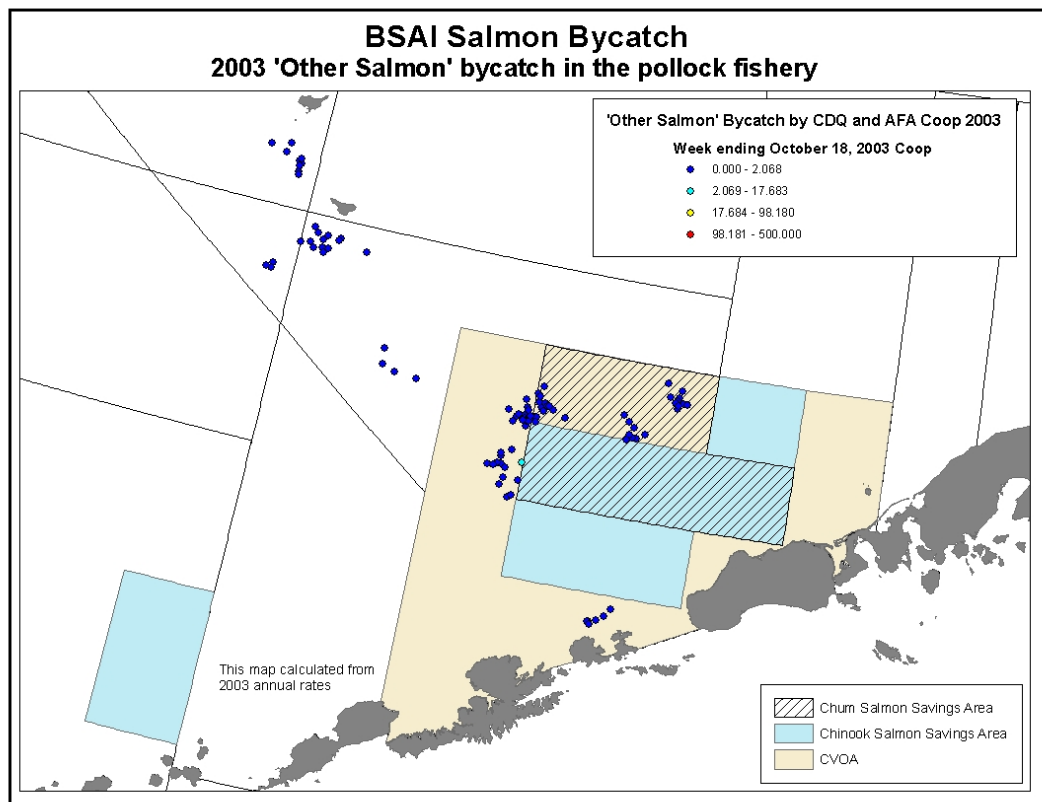 BSAI Salmon Bycatch
2003 'Other Salmon' bycatch in the pollock fishery
'Other Salmon' Bycatch by CDQ and AFA Coop 2003
Week ending October 18, 2003 Coop
0.000 - 2.068
2.069 - 17.683
17.684 - 98.180
98.181 - 500.000
This map calculated from
2003 annual rates
Chum Salmon Savings Area
Chinook Salmon Savings Area
CVOA